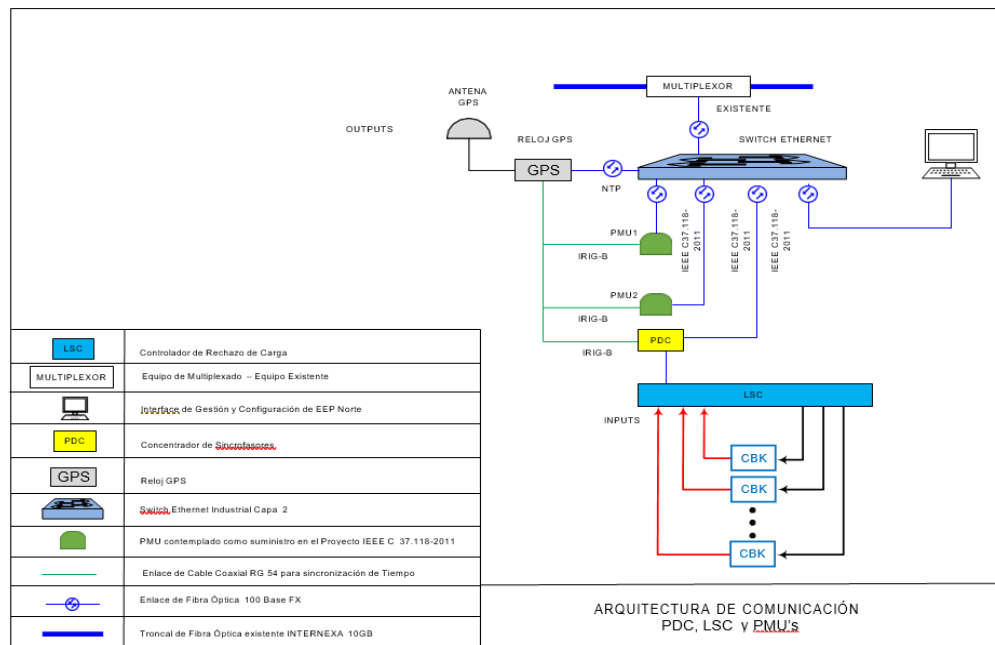 MULTIPLEXOR
EXISTENTE
ANTENA
GPS
OUTPUTS
RELOJ GPS
GPS
NTP
SWITCH ETHERNET
PMU1
IRIG-B
IEEE C37.118-
2011
IEEE C37.118-
2011
IEEE C37.118-
2011
PMU2
IRIG-B
PDC
IRIG-B
LSC
INPUTS
CBK
CBK
CBK
LSC
Controlador de Rechazo de Carga
MULTIPLEXOR
Equipo de Multiplexado – Equipo Existente
Interface de Gestión y Configuración de EEP Norte
PDC
Concentrador de Sincrofasores.
GPS
Reloj GPS
Switch Ethernet Industrial Capa 2
PMU contemplado como suministro en el Proyecto IEEE C 37.118-2011
Enlace de Cable Coaxial RG 54 para sincronización de Tiempo
Enlace de Fibra Óptica 100 Base FX
Troncal de Fibra Óptica existente INTERNEXA 10GB
ARQUITECTURA DE COMUNICACIÓN
PDC, LSC y PMU's